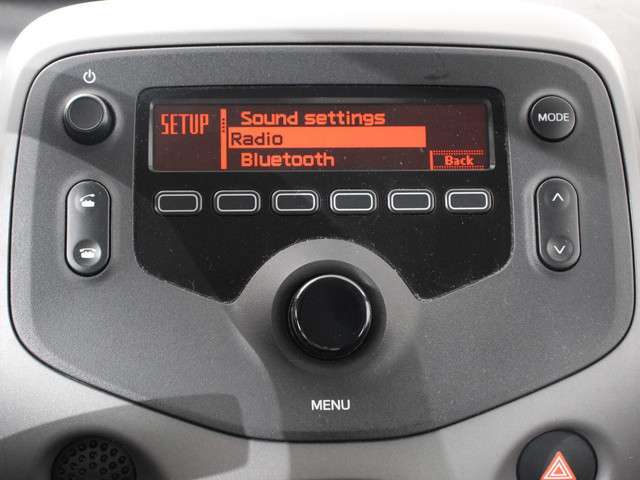 SETUP
Sound settings
Radio
Bluetooth
Back
MODE
MENU